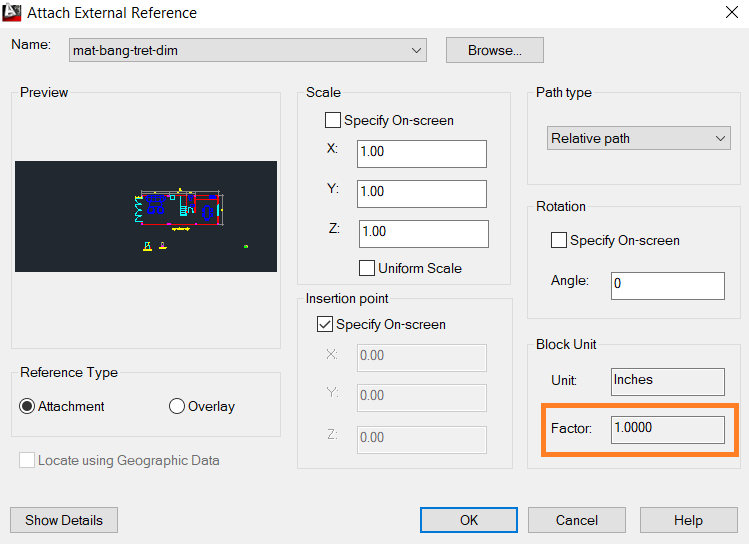 Attach External Reference
Name: mat-bang-tret-dim Browse...
Preview
Reference Type
Attachment Overlay
Locate using Geographic Data
Scale
Specify On-screen
X: 1.00
Y: 1.00
Z: 1.00
Uniform Scale
Insertion point
Specify On-screen
X: 0.00
Y: 0.00
Z: 0.00
Path type
Relative path
Rotation
Specify On-screen
Angle: 0
Block Unit
Unit: Inches
Factor: 1.0000
Show Details OK Cancel Help